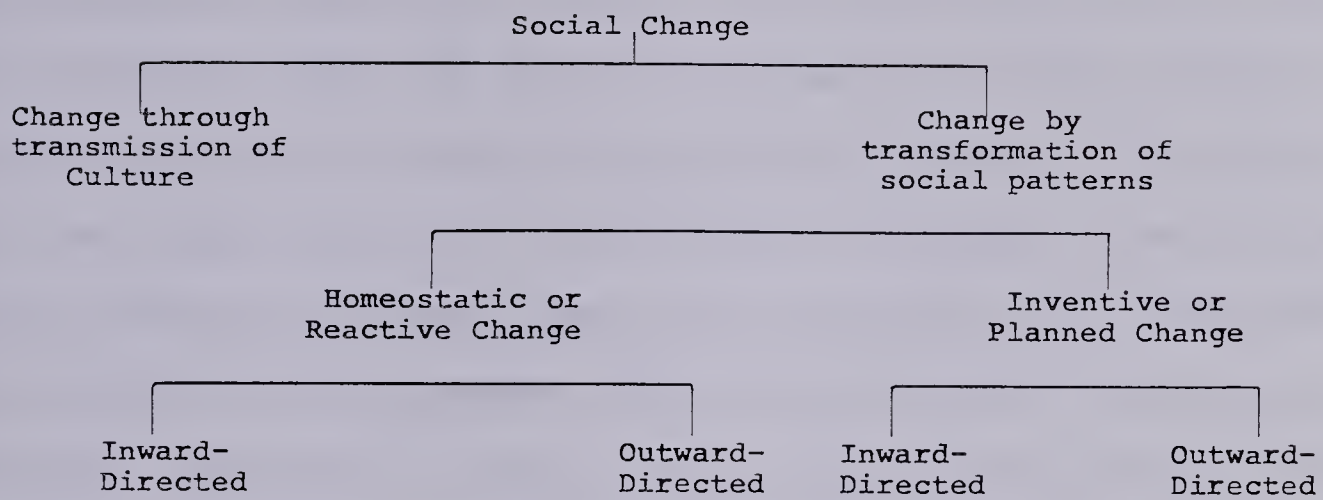 Social Change
Change through
transmission of
Culture
Change by
transformation of
social patterns
Homeostatic or
Reactive Change
Inventive or
Planned Change
Inward-
Directed
Outward-
Directed
Inward-
Directed
Outward-
Directed